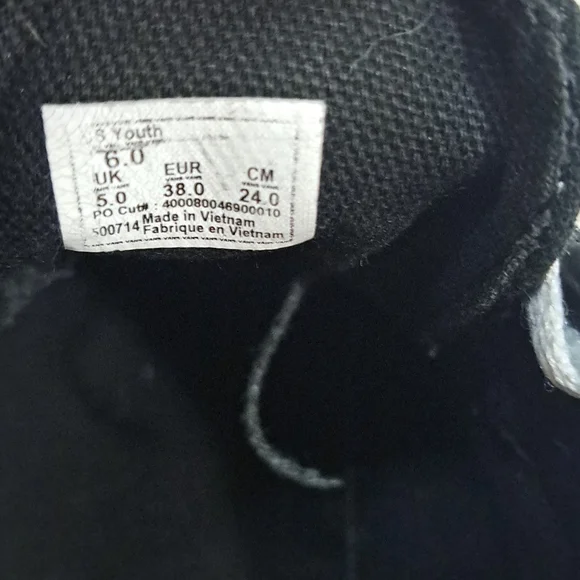 S Youth
6.0
UK EUR CM
5.0 38.0 24.0
PO Cut# : 400080046900010
500714 Made in Vietnam
Fabrique en Vietnam